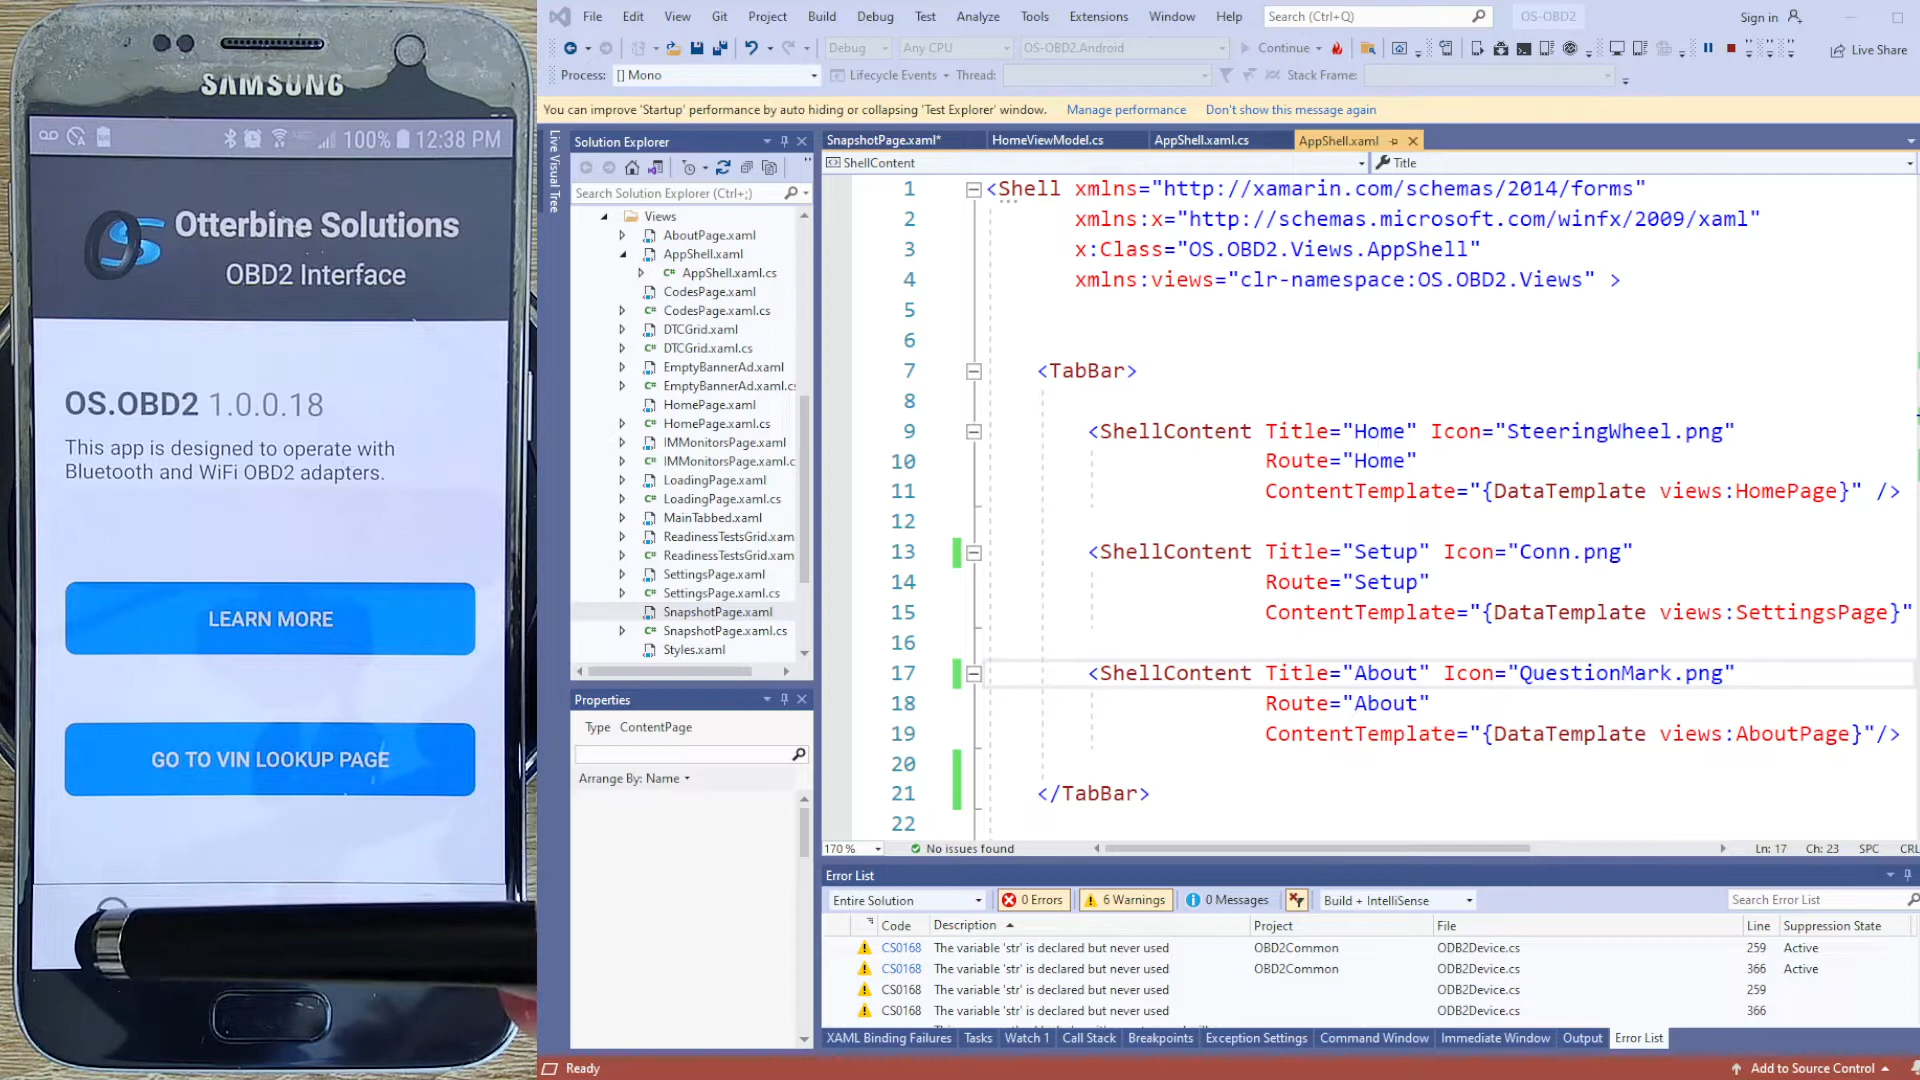 SAMSUNG
100% 12:38 PM
Otterbine Solutions
OBD2 Interface
OS.OBD2 1.0.0.18
This app is designed to operate with
Bluetooth and WiFi OBD2 adapters.
LEARN MORE
GO TO VIN LOOKUP PAGE
File Edit View Git Project Build Debug Test Analyze Tools Extensions Window Help Search (Ctrl+Q) OS-OBD2 Sign in
Debug Any CPU OS-OBD2.Android Continue Live Share
Process: [] Mono Lifecycle Events Thread: Stack Frame:
You can improve 'Startup' performance by auto hiding or collapsing 'Test Explorer' window. Manage performance Don't show this message again
Live Visual Tree
Solution Explorer
Search Solution Explorer (Ctrl+;)
Views
AboutPage.xaml
AppShell.xaml
C# AppShell.xaml.cs
CodesPage.xaml
C# CodesPage.xaml.cs
DTCGrid.xaml
C# DTCGrid.xaml.cs
EmptyBannerAd.xaml
C# EmptyBannerAd.xaml.cs
HomePage.xaml
C# HomePage.xaml.cs
IMMonitorsPage.xaml
C# IMMonitorsPage.xaml.c
LoadingPage.xaml
C# LoadingPage.xaml.cs
MainTabbed.xaml
ReadinessTestsGrid.xam
C# ReadinessTestsGrid.xam
SettingsPage.xaml
C# SettingsPage.xaml.cs
SnapshotPage.xaml
C# SnapshotPage.xaml.cs
Styles.xaml
Properties
Type ContentPage
Arrange By: Name
SnapshotPage.xaml* HomeViewModel.cs AppShell.xaml.cs AppShell.xaml
ShellContent Title
1 <Shell xmlns="http://xamarin.com/schemas/2014/forms"
2 xmlns:x="http://schemas.microsoft.com/winfx/2009/xaml"
3 x:Class="OS.OBD2.Views.AppShell"
4 xmlns:views="clr-namespace:OS.OBD2.Views" >
5
6
7 <TabBar>
8
9 <ShellContent Title="Home" Icon="SteeringWheel.png"
10 Route="Home"
11 ContentTemplate="{DataTemplate views:HomePage}" />
12
13 <ShellContent Title="Setup" Icon="Conn.png"
14 Route="Setup"
15 ContentTemplate="{DataTemplate views:SettingsPage}"
16
17 <ShellContent Title="About" Icon="QuestionMark.png"
18 Route="About"
19 ContentTemplate="{DataTemplate views:AboutPage}"/>
20
21 </TabBar>
22
170 % No issues found Ln: 17 Ch: 23 SPC CRL
Error List
Entire Solution 0 Errors 6 Warnings 0 Messages Build + IntelliSense Search Error List
Code Description Project File Line Suppression State
CS0168 The variable 'str' is declared but never used OBD2Common ODB2Device.cs 259 Active
CS0168 The variable 'str' is declared but never used OBD2Common ODB2Device.cs 366 Active
CS0168 The variable 'str' is declared but never used ODB2Device.cs 259
CS0168 The variable 'str' is declared but never used ODB2Device.cs 366
XAML Binding Failures Tasks Watch 1 Call Stack Breakpoints Exception Settings Command Window Immediate Window Output Error List
Ready Add to Source Control